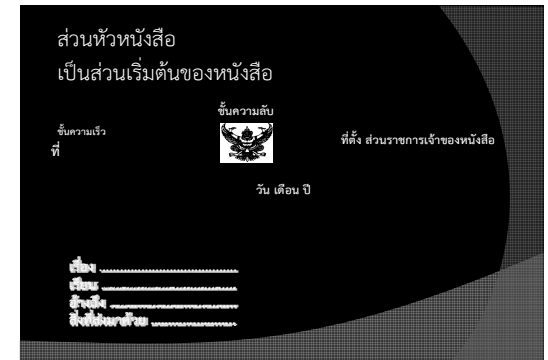 ส่วนหัวหนังสือ
เป็นส่วนเริ่มต้นของหนังสือ
ชั้นความลับ
ชั้นความเร็ว
ที่
ที่ตั้ง ส่วนราชการเจ้าของหนังสือ
วัน เดือน ปี
เรื่อง ........................................
เรียน ........................................
อ้างถึง .....................................
สิ่งที่ส่งมาด้วย .........................